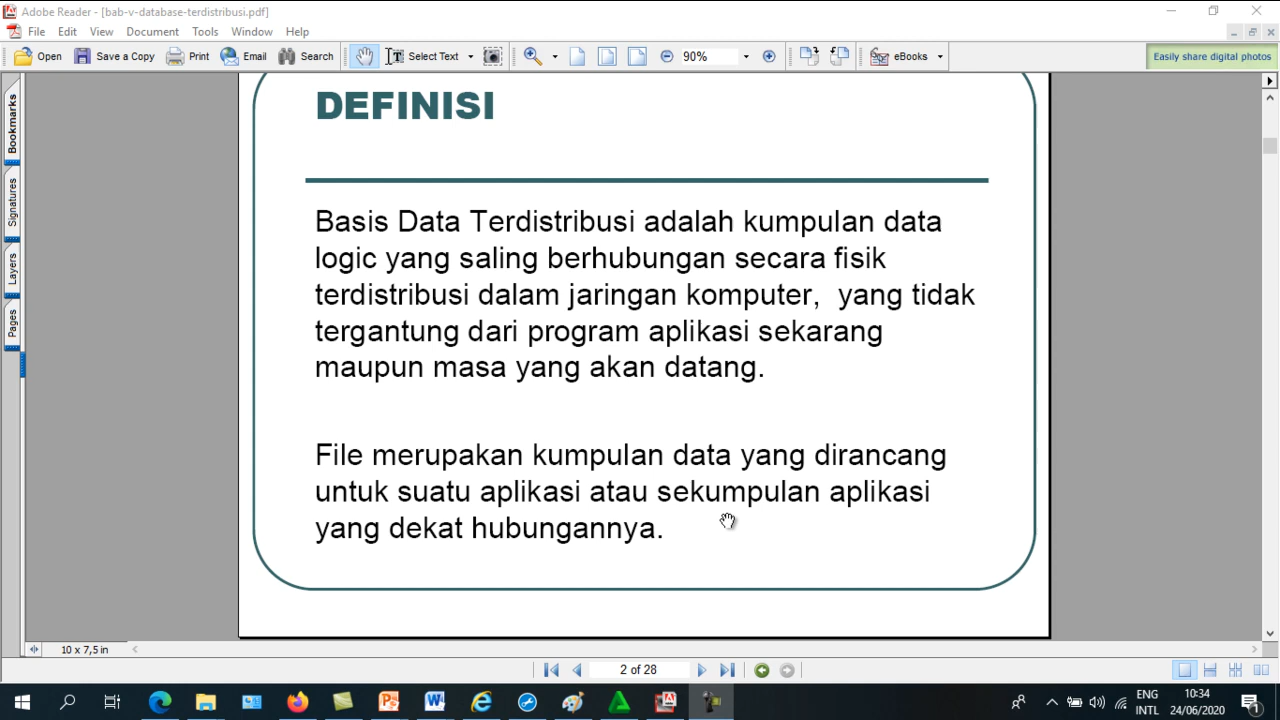 Adobe Reader - [bab-v-database-terdistribusi.pdf]
File Edit View Document Tools Window Help
Open Save a Copy Print Email Search Select Text 90% eBooks Easily share digital photos
Bookmarks
Signatures
Layers
Pages
DEFINISI
Basis Data Terdistribusi adalah kumpulan data
logic yang saling berhubungan secara fisik
terdistribusi dalam jaringan komputer, yang tidak
tergantung dari program aplikasi sekarang
maupun masa yang akan datang.
File merupakan kumpulan data yang dirancang
untuk suatu aplikasi atau sekumpulan aplikasi
yang dekat hubungannya.
10 x 7,5 in
2 of 28
ENG 10:34
INTL 24/06/2020
1